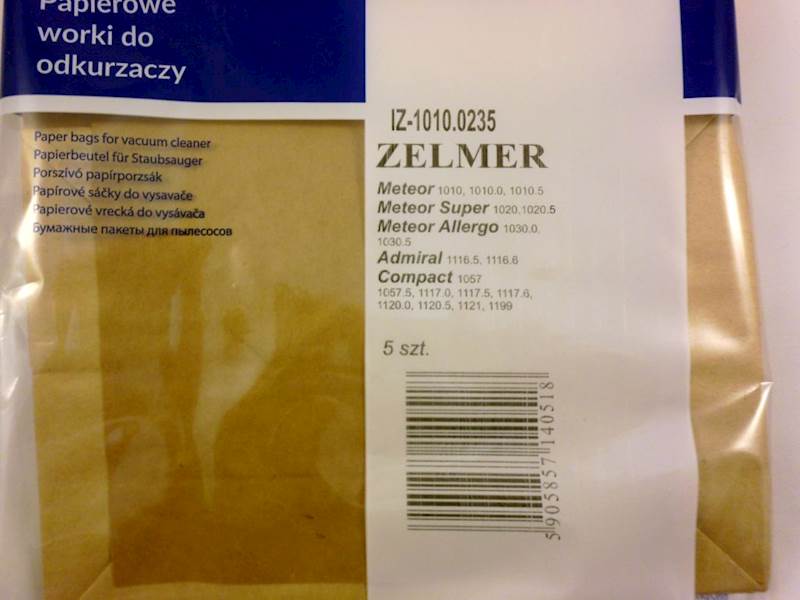 Papierowe
worki do
odkurzaczy
Paper bags for vacuum cleaner
Papierbeutel für Staubsauger
Porszívó papírporzsák
Papírové sáčky do vysavače
Papierové vrecká do vysávača
Бумажные пакеты для пылесосов
IZ-1010.0235
ZELMER
Meteor 1010, 1010.0, 1010.5
Meteor Super 1020,1020.5
Meteor Allergo 1030.0,
1030.5
Admiral 1116.5, 1116.6
Compact 1057
1057.5, 1117.0, 1117.5, 1117.6,
1120.0, 1120.5, 1121, 1199
5 szt.
5905857140518